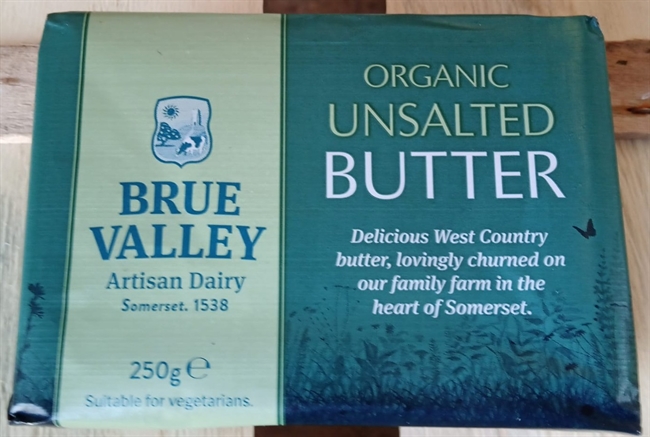 BRUE
VALLEY
Artisan Dairy
Somerset. 1538
250g ℮
Suitable for vegetarians.
ORGANIC
UNSALTED
BUTTER
Delicious West Country
butter, lovingly churned on
our family farm in the
heart of Somerset.